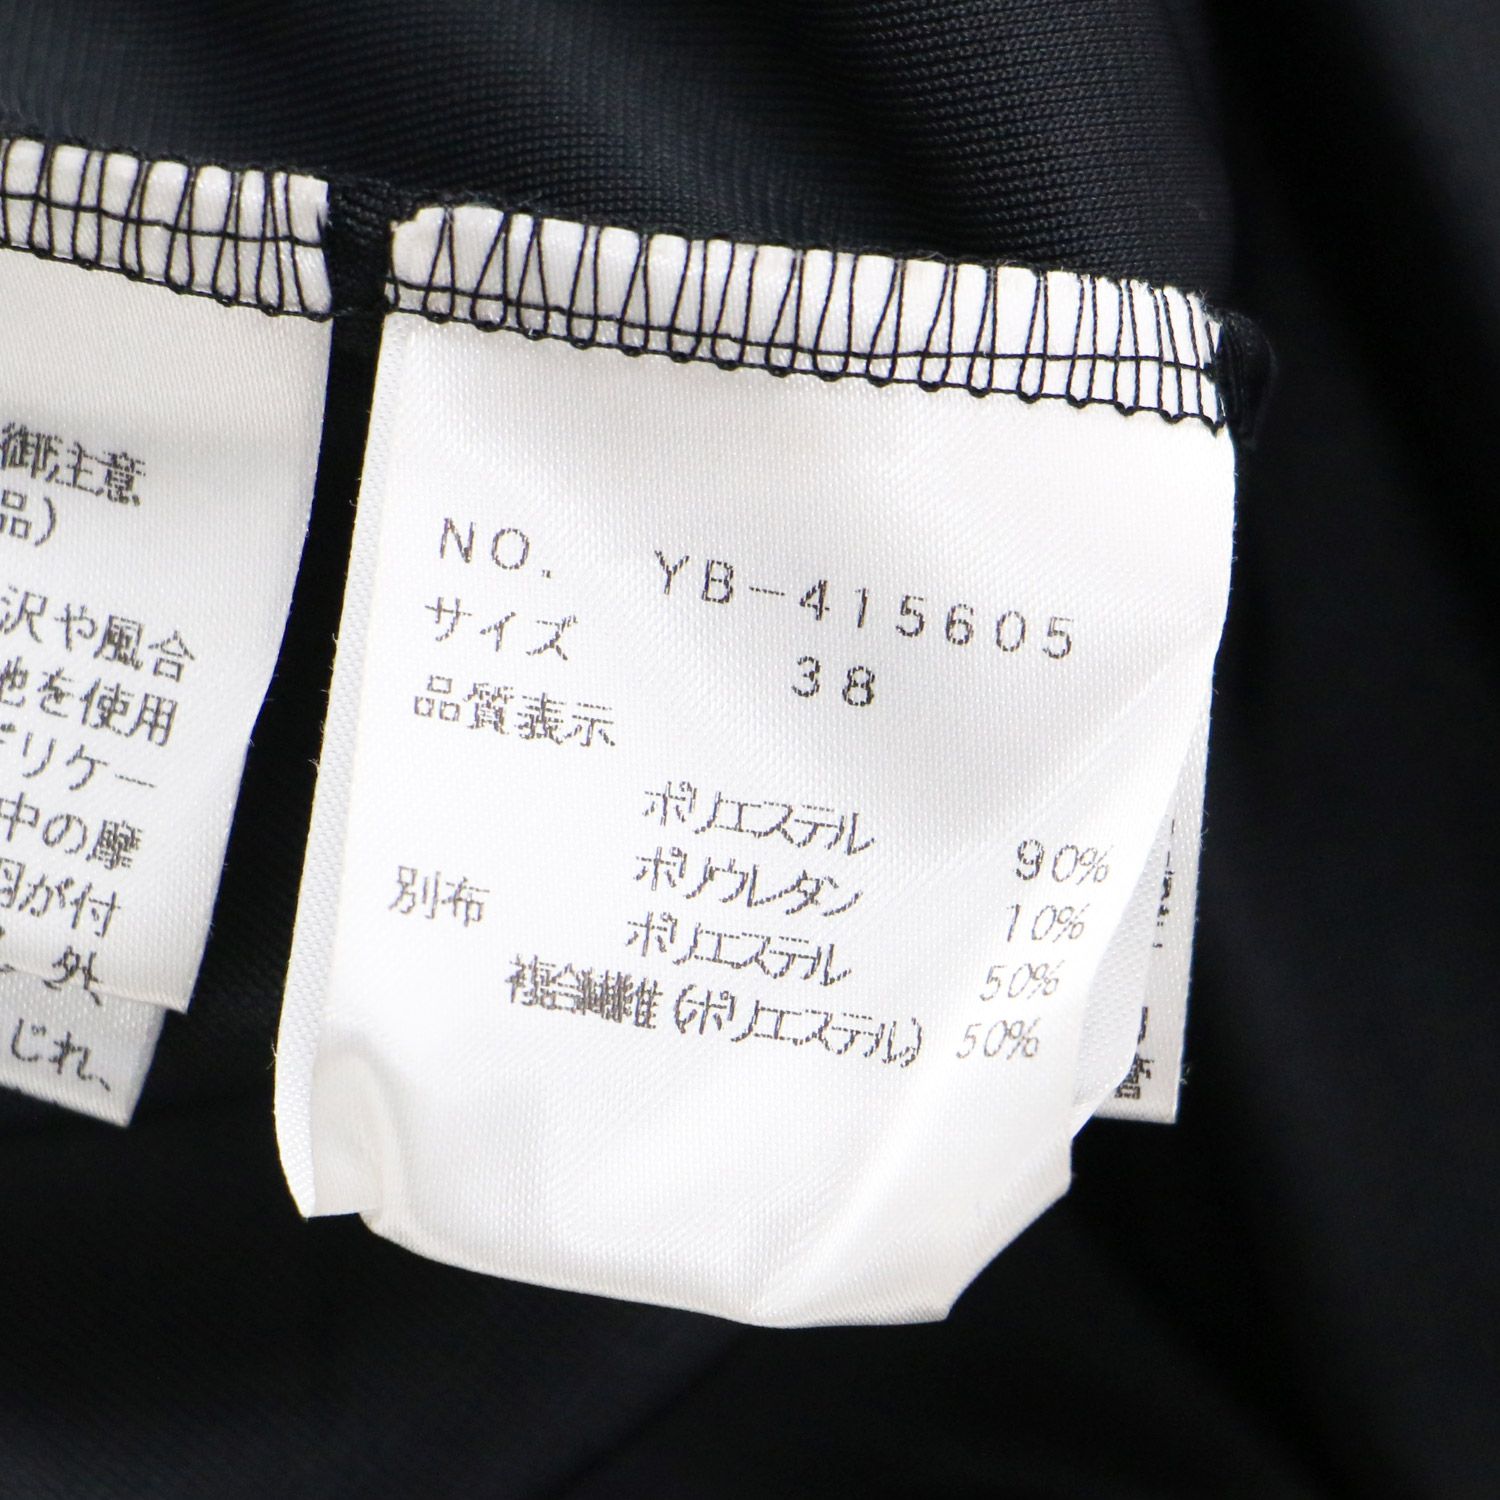 御注意
品)
沢や風合
地を使用
デリケー
中の摩
羽が付
外
じれ、
NO. YB-415605
サイズ 38
品質表示
ポリエステル 90%
ポリウレタン 10%
別布 ポリエステル 50%
複合繊維(ポリエステル) 50%